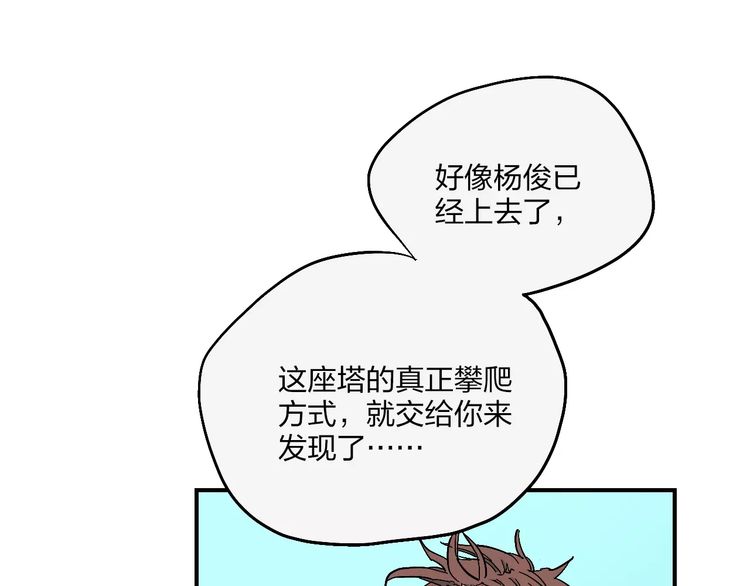 好像杨俊已
经上去了，
这座塔的真正攀爬
方式，就交给你来
发现了……